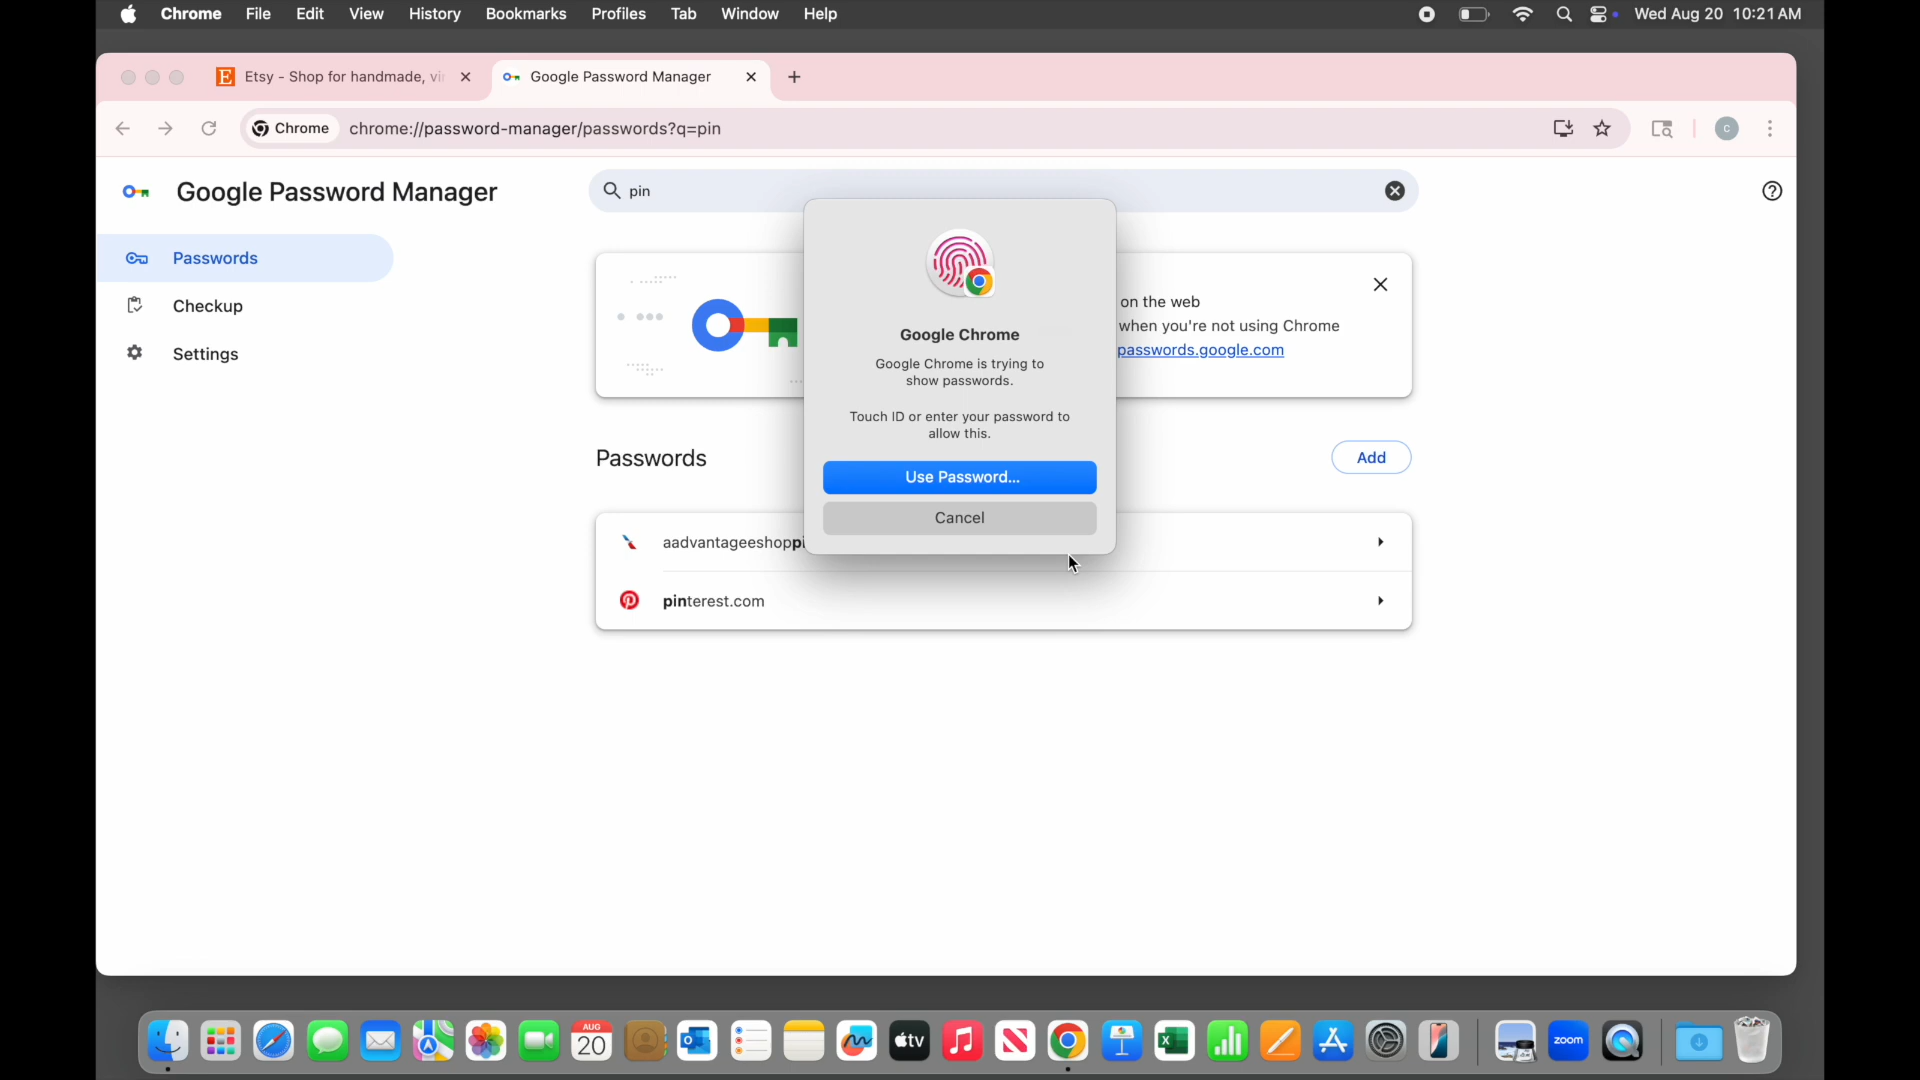 Chrome File Edit View History Bookmarks Profiles Tab Window Help Wed Aug 20 10:21 AM
Etsy - Shop for handmade, vi Google Password Manager
Chrome chrome://password-manager/passwords?q=pin C
Google Password Manager
pin
Passwords
Checkup
Settings
on the web
when you're not using Chrome
passwords.google.com
Google Chrome
Google Chrome is trying to
show passwords.
Touch ID or enter your password to
allow this.
Use Password...
Cancel
Passwords
Add
aadvantageeshoppi
pinterest.com
AUG
20
tv
zoom